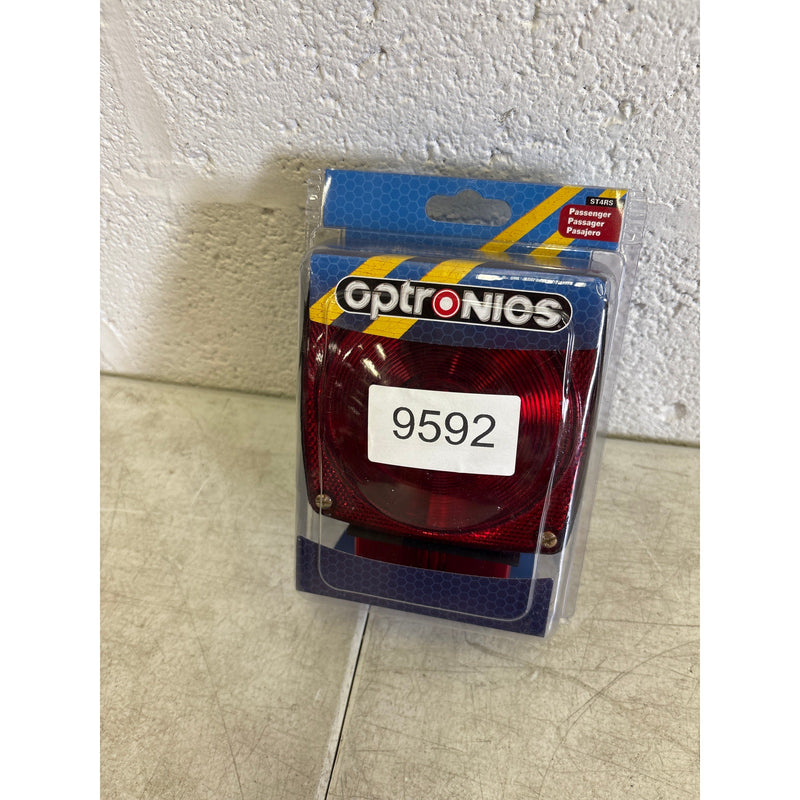 ST4RS
Passenger
Passager
Pasajero
optronics
9592